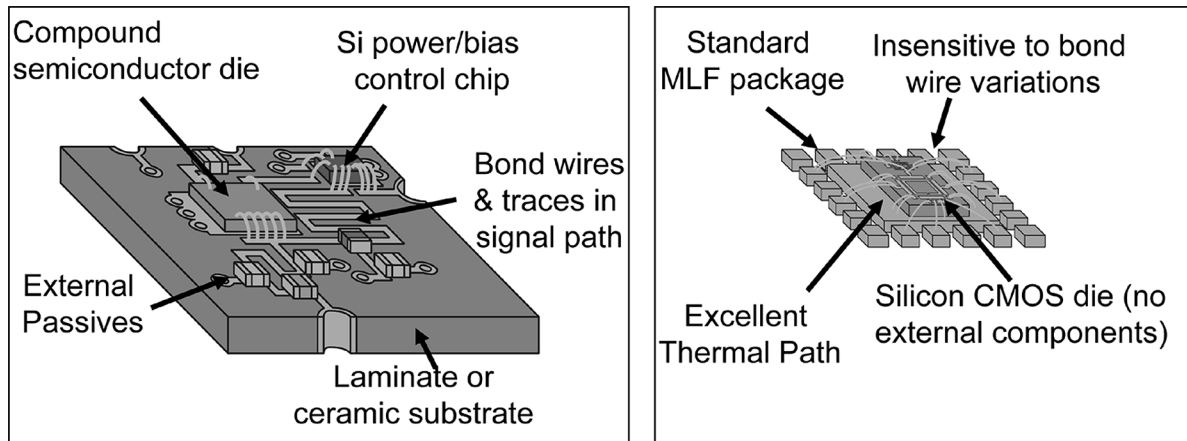 Compound
semiconductor die
Si power/bias
control chip
Bond wires
& traces in
signal path
External
Passives
Laminate or
ceramic substrate
Standard
MLF package
Insensitive to bond
wire variations
Excellent
Thermal Path
Silicon CMOS die (no
external components)